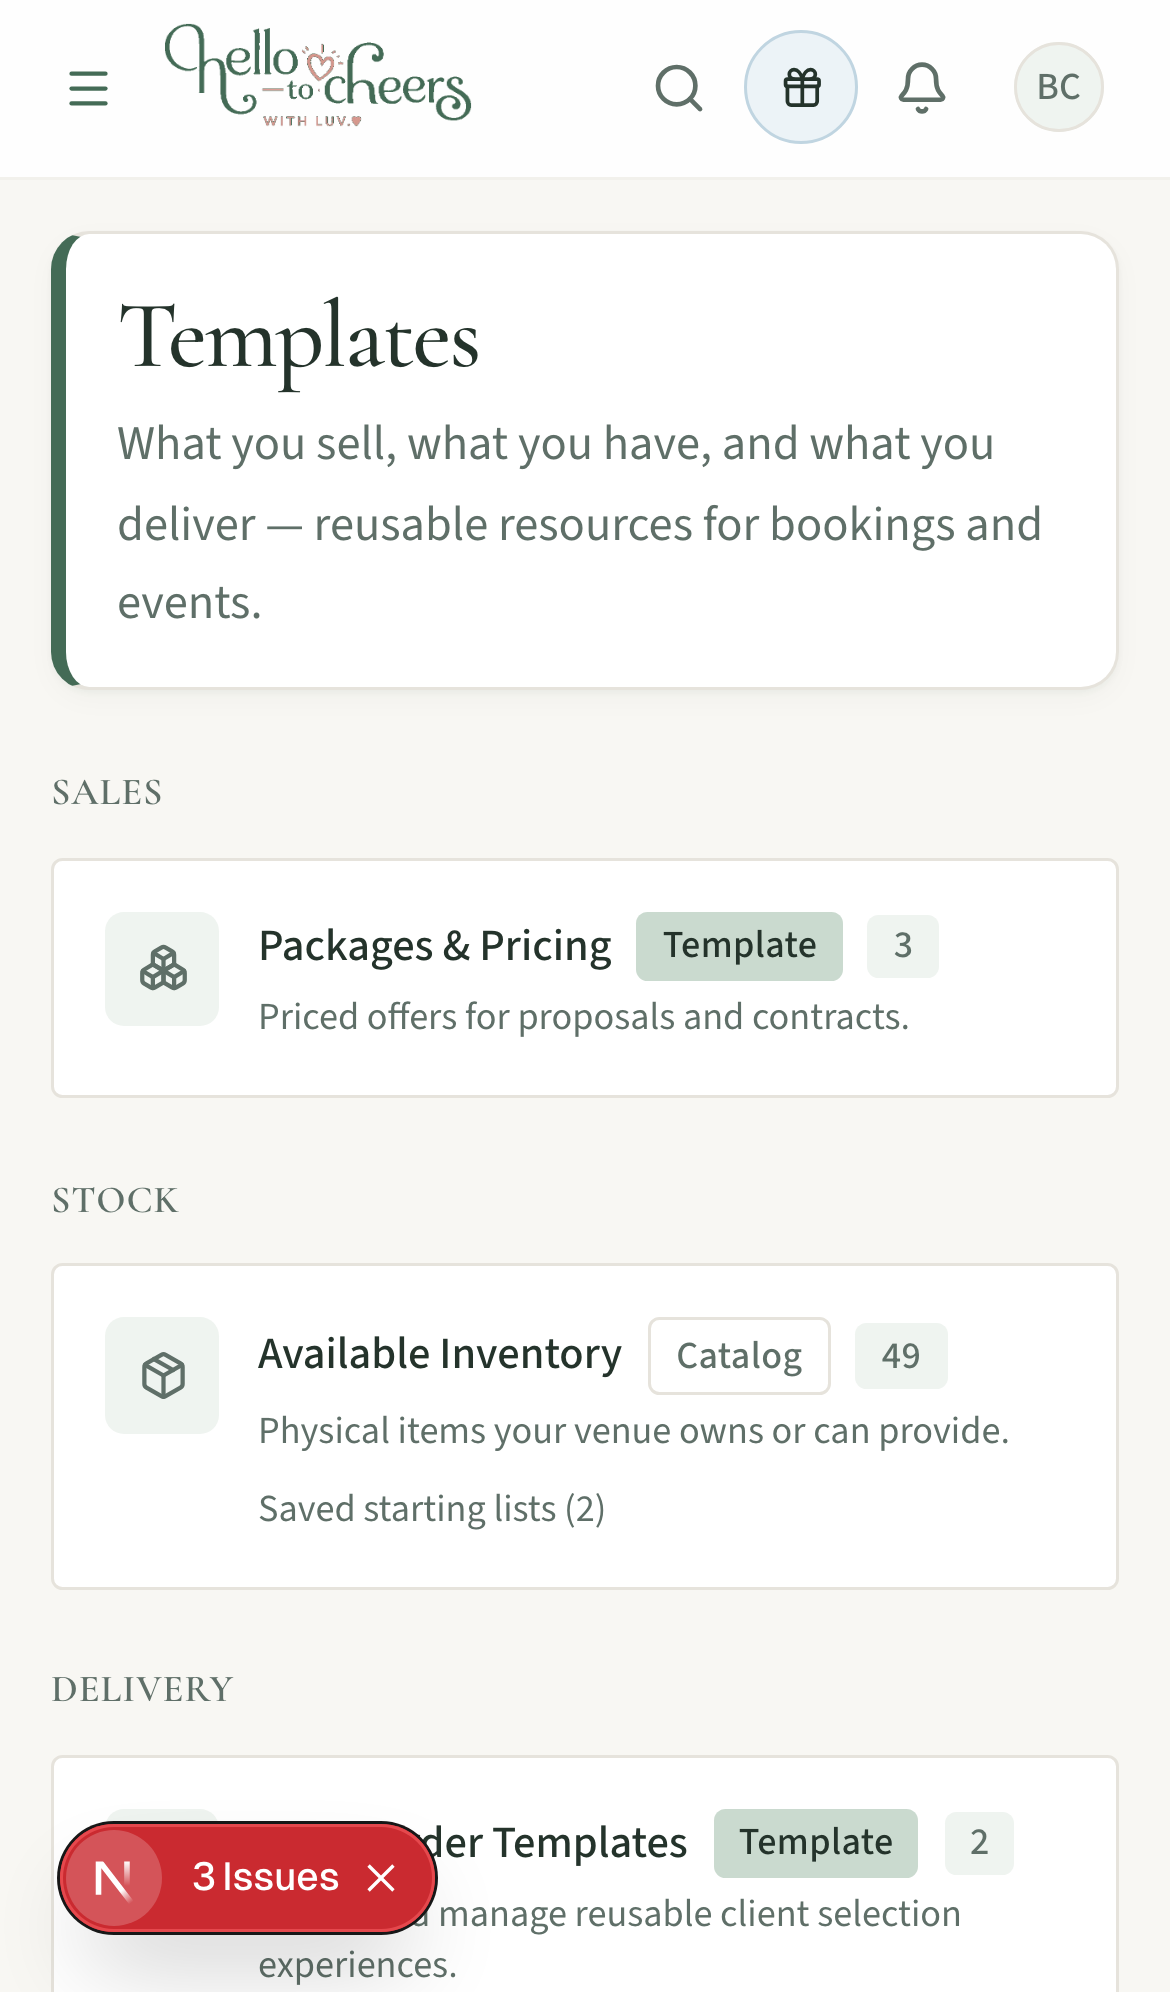 hello
to cheers
WITH LUV.
BC
Templates
What you sell, what you have, and what you
deliver — reusable resources for bookings and
events.
SALES
Packages & Pricing Template 3
Priced offers for proposals and contracts.
STOCK
Available Inventory Catalog 49
Physical items your venue owns or can provide.
Saved starting lists (2)
DELIVERY
Templates Template 2
manage reusable client selection
experiences.
3 Issues